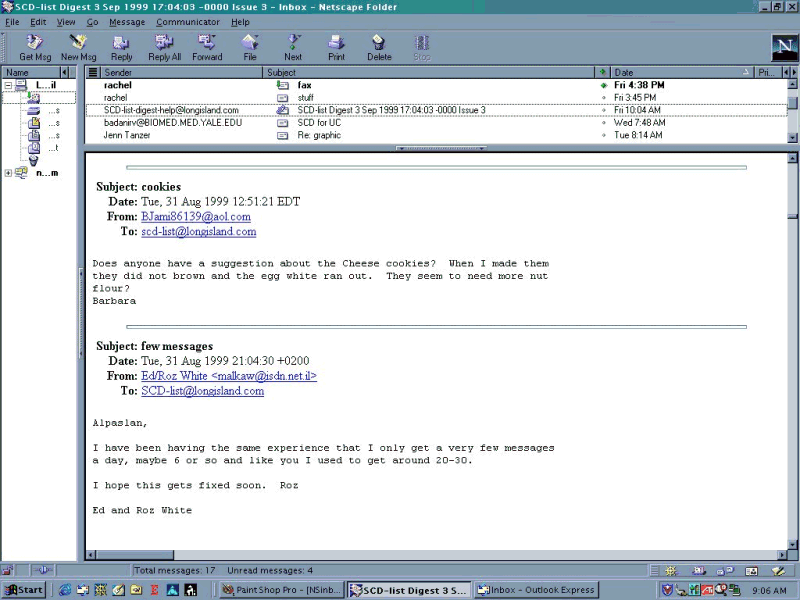 SCD-list Digest 3 Sep 1999 17:04:03 -0000 Issue 3 - Inbox - Netscape Folder
File Edit View Go Message Communicator Help
Get Msg New Msg Reply Reply All Forward File Next Print Delete Stop
N
Name Sender Subject Date Pri...
L...il rachel fax Fri 4:38 PM
rachel stuff Fri 3:45 PM
...s SCD-list-digest-help@longisland.com SCD-list Digest 3 Sep 1999 17:04:03 -0000 Issue 3 Fri 10:04 AM
...s badanirv@BIOMED.MED.YALE.EDU SCD for UC Wed 7:48 AM
...s Jenn Tanzer Re: graphic Tue 8:14 AM
...t
n...m
Subject: cookies
Date: Tue, 31 Aug 1999 12:51:21 EDT
From: BJami86139@aol.com
To: scd-list@longisland.com
Does anyone have a suggestion about the Cheese cookies? When I made them
they did not brown and the egg white ran out. They seem to need more nut
flour?
Barbara
Subject: few messages
Date: Tue, 31 Aug 1999 21:04:30 +0200
From: Ed/Roz White <malkaw@isdn.net.il>
To: SCD-list@longisland.com
Alpaslan,
I have been having the same experience that I only get a very few messages
a day, maybe 6 or so and like you I used to get around 20-30.
I hope this gets fixed soon. Roz
Ed and Roz White
Total messages: 17 Unread messages: 4
Start Paint Shop Pro - [NSinb... SCD-list Digest 3 S... Inbox - Outlook Express 9:06 AM